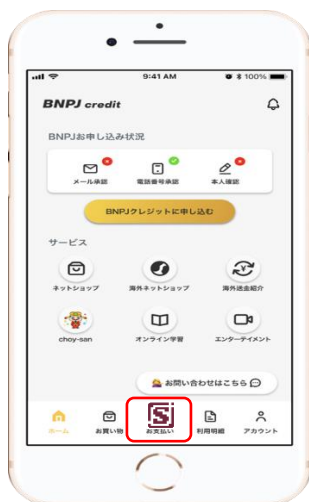 9:41 AM
100%
BNPJ credit
BNPJお申し込み状況
メール承認 電話番号承認 本人確認
BNPJクレジットに申し込む
サービス
ネットショップ 海外ネットショップ 海外送金紹介
choy-san オンライン学習 エンターテイメント
お問い合わせはこちら
ホーム お買い物 お支払い 利用明細 アカウント